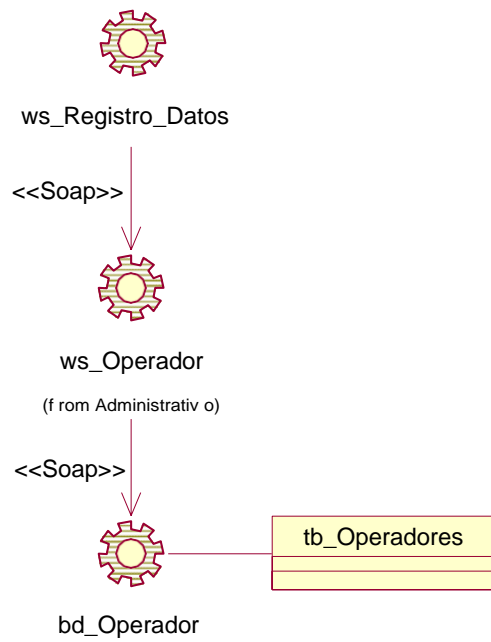 ws_Registro_Datos
<<Soap>>
ws_Operador
(f rom Administrativ o)
<<Soap>>
tb_Operadores
bd_Operador